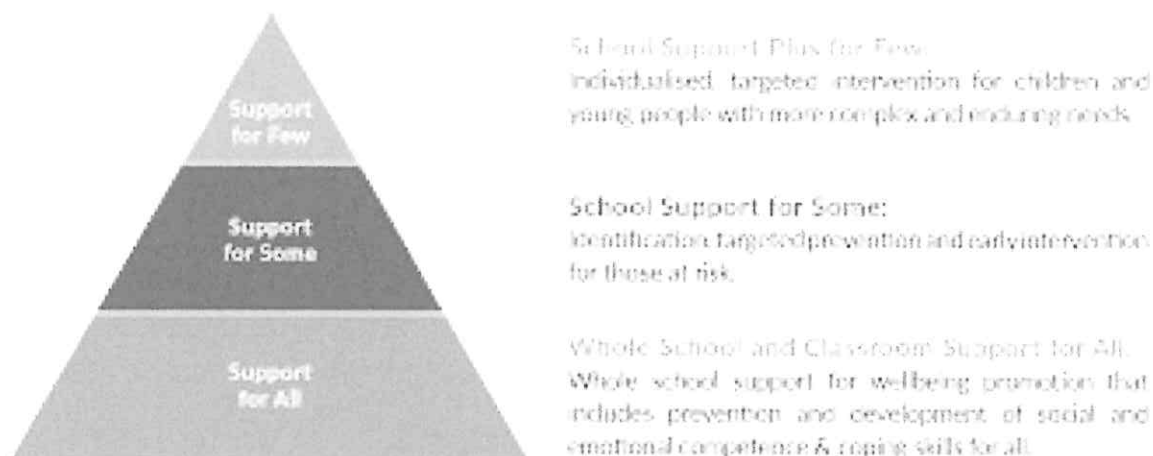 Support
for Few
Support
for Some
Support
for All
School Support Plus for Few:
Individualised, targeted intervention for children and
young people with more complex and enduring needs.
School Support for Some:
Identification, targeted prevention and early intervention
for those at risk.
Whole School and Classroom Support for All:
Whole school support for wellbeing promotion that
includes prevention and development of social and
emotional competence & coping skills for all.